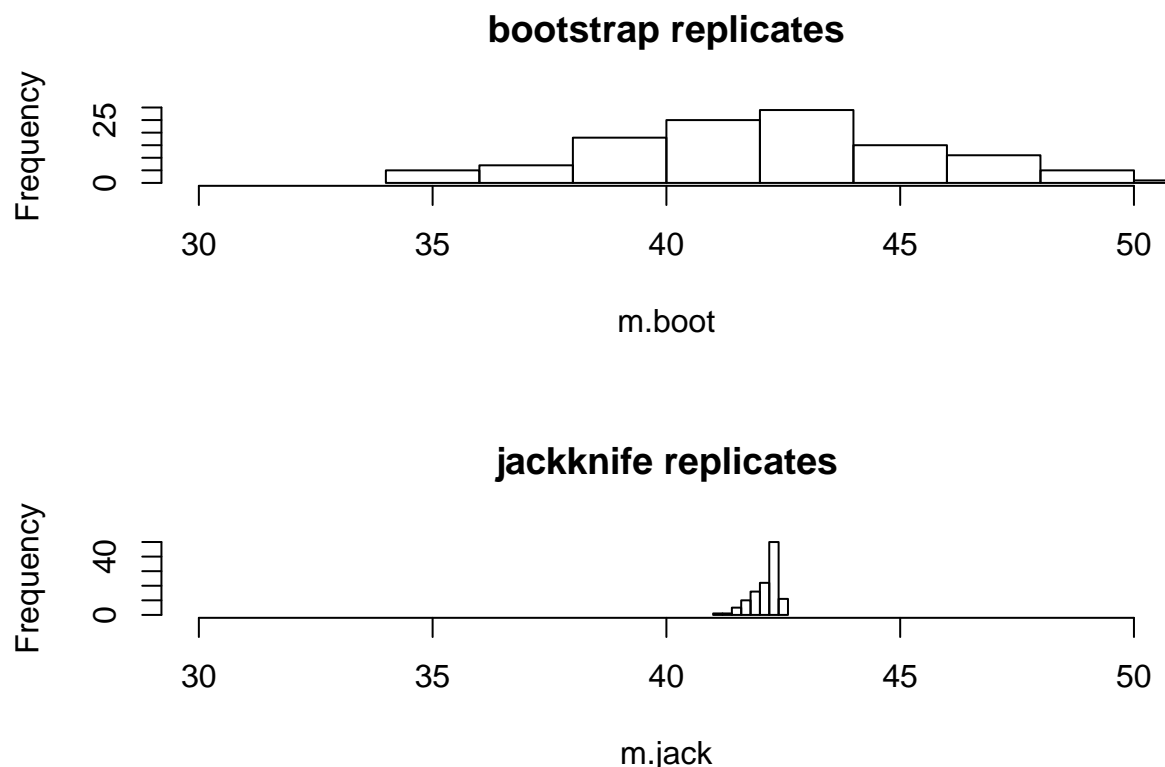 bootstrap replicates
Frequency
0 25
30 35 40 45 50
m.boot
jackknife replicates
Frequency
0 40
30 35 40 45 50
m.jack